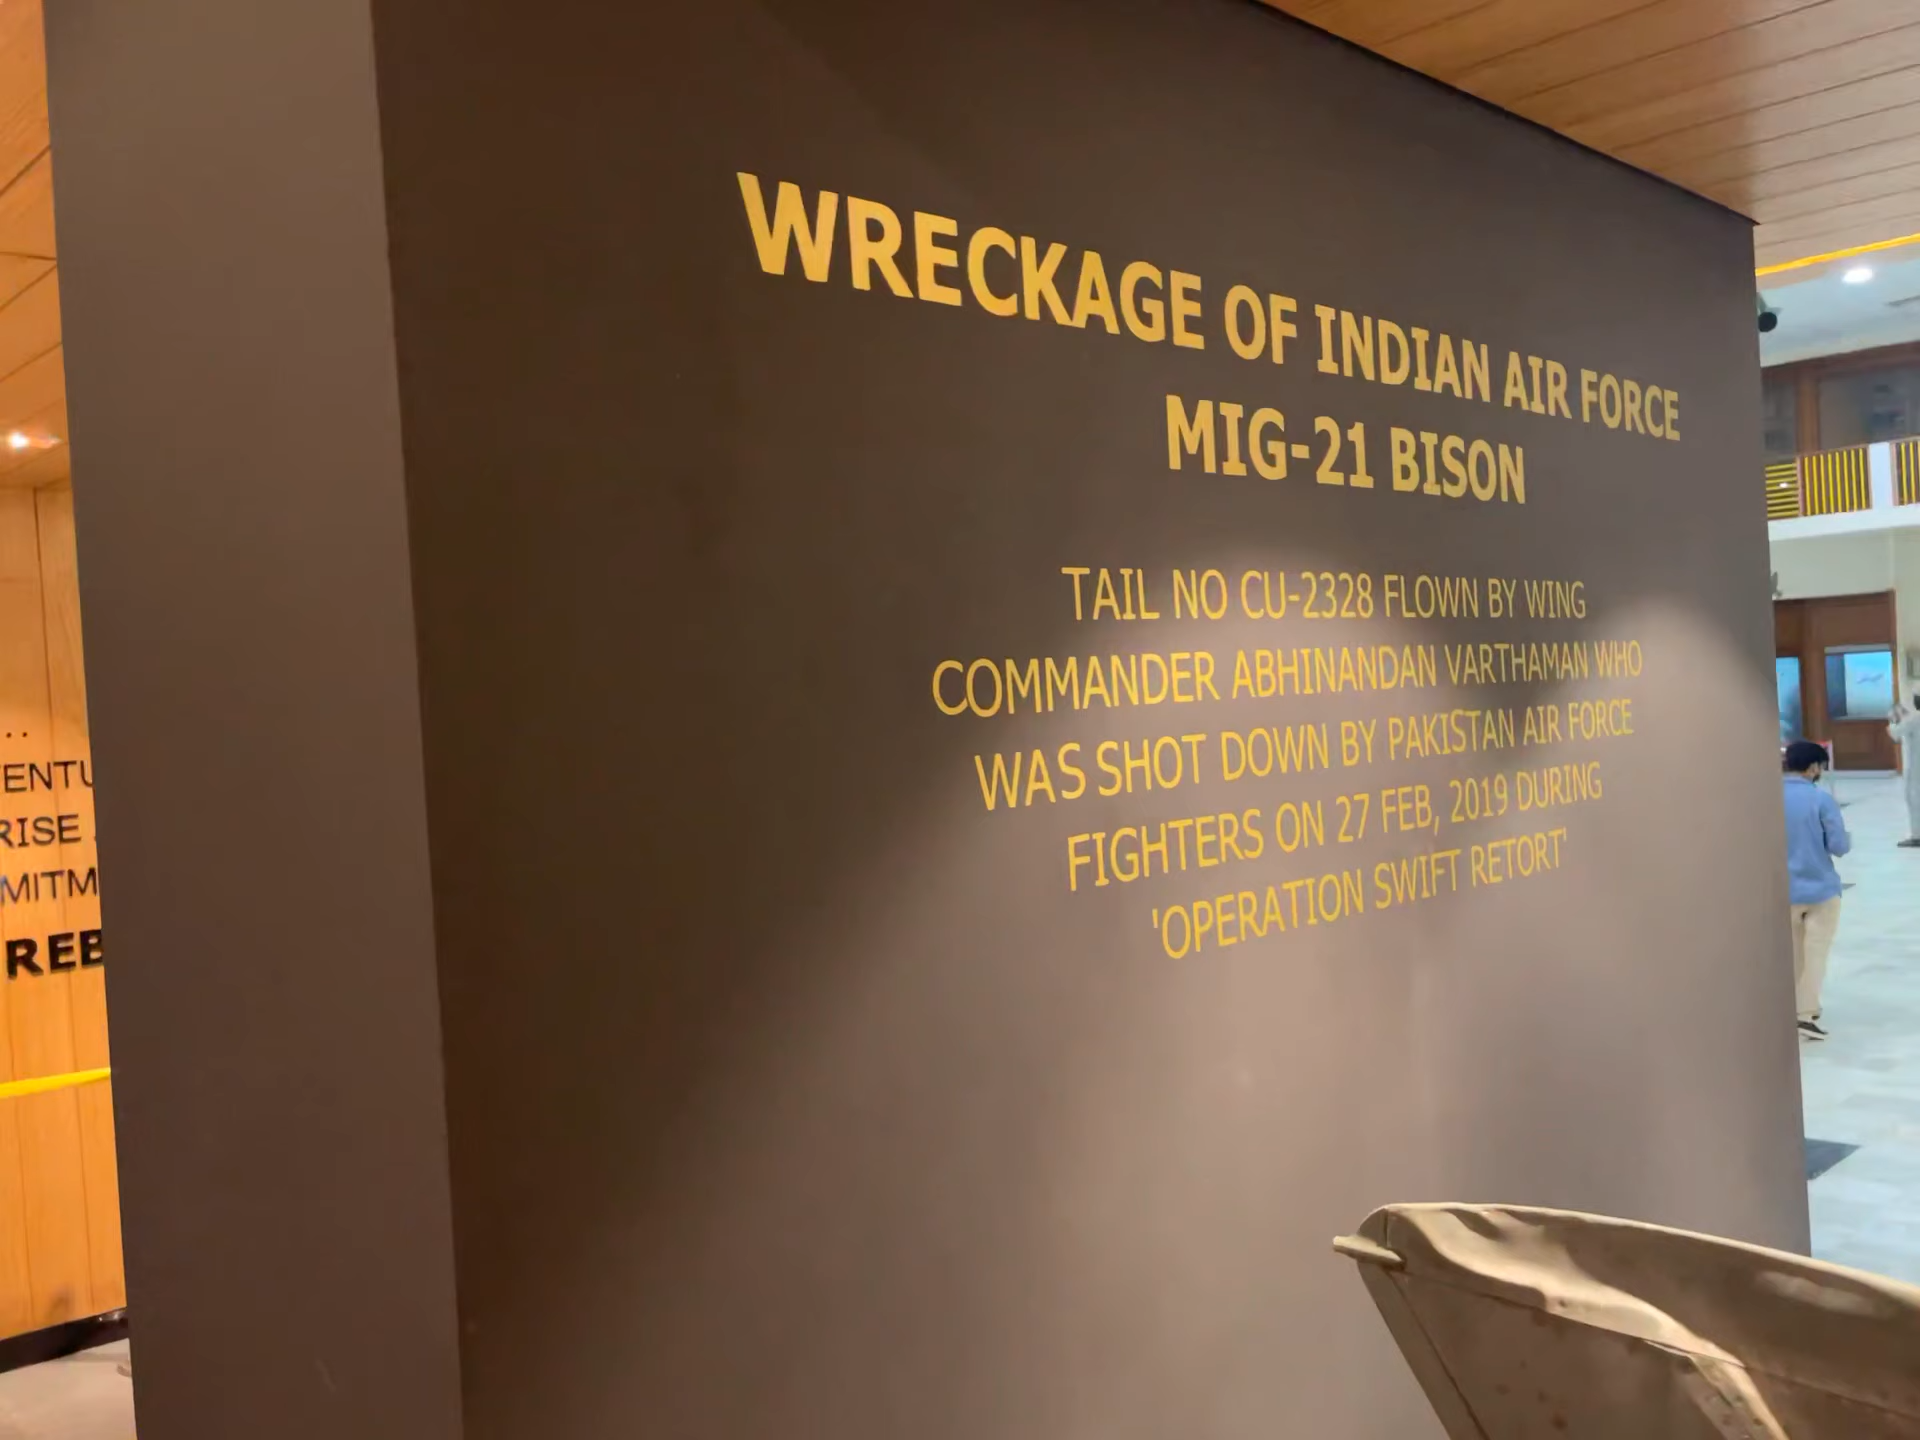 WRECKAGE OF INDIAN AIR FORCE
MIG-21 BISON
TAIL NO CU-2328 FLOWN BY WING
COMMANDER ABHINANDAN VARTHAMAN WHO
WAS SHOT DOWN BY PAKISTAN AIR FORCE
FIGHTERS ON 27 FEB, 2019 DURING
'OPERATION SWIFT RETORT'